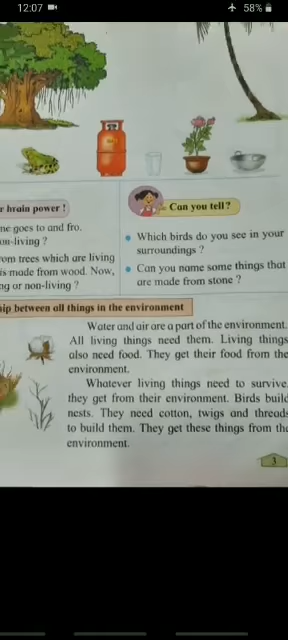 12:07
58%
r brain power !
me goes to and fro.
on-living ?
rom trees which are living
is made from wood. Now,
ng or non-living ?
Can you tell ?
Which birds do you see in your
surroundings ?
Can you name some things that
are made from stone ?
ip between all things in the environment
Water and air are a part of the environment.
All living things need them. Living things
also need food. They get their food from the
environment.
Whatever living things need to survive,
they get from their environment. Birds build
nests. They need cotton, twigs and threads
to build them. They get these things from the
environment.
3